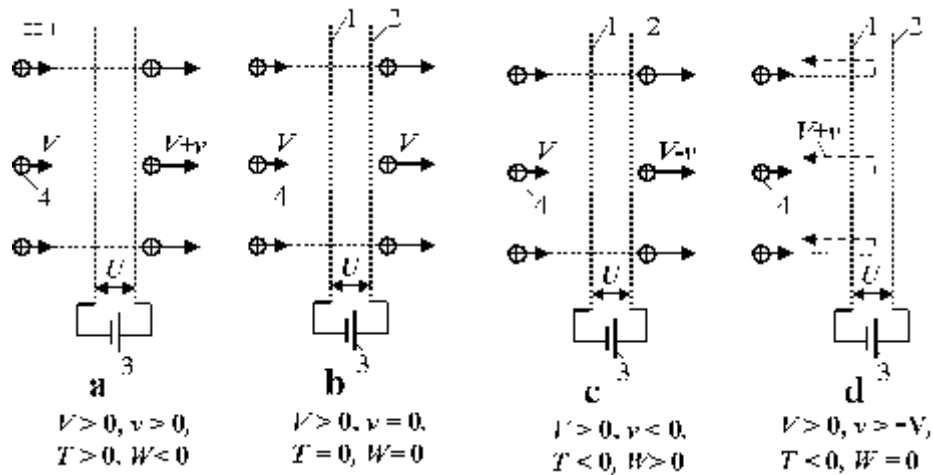 1 2 1 2 1 2
V V+v V V V V-v V+v
4 4 4 4
U U U U
3 3 3 3
a b c d
V > 0, v > 0, V > 0. v = 0. V > 0. v < 0. V > 0, v > -V,
T > 0. W < 0 T = 0, W = 0 T < 0, W > 0 T < 0, W = 0